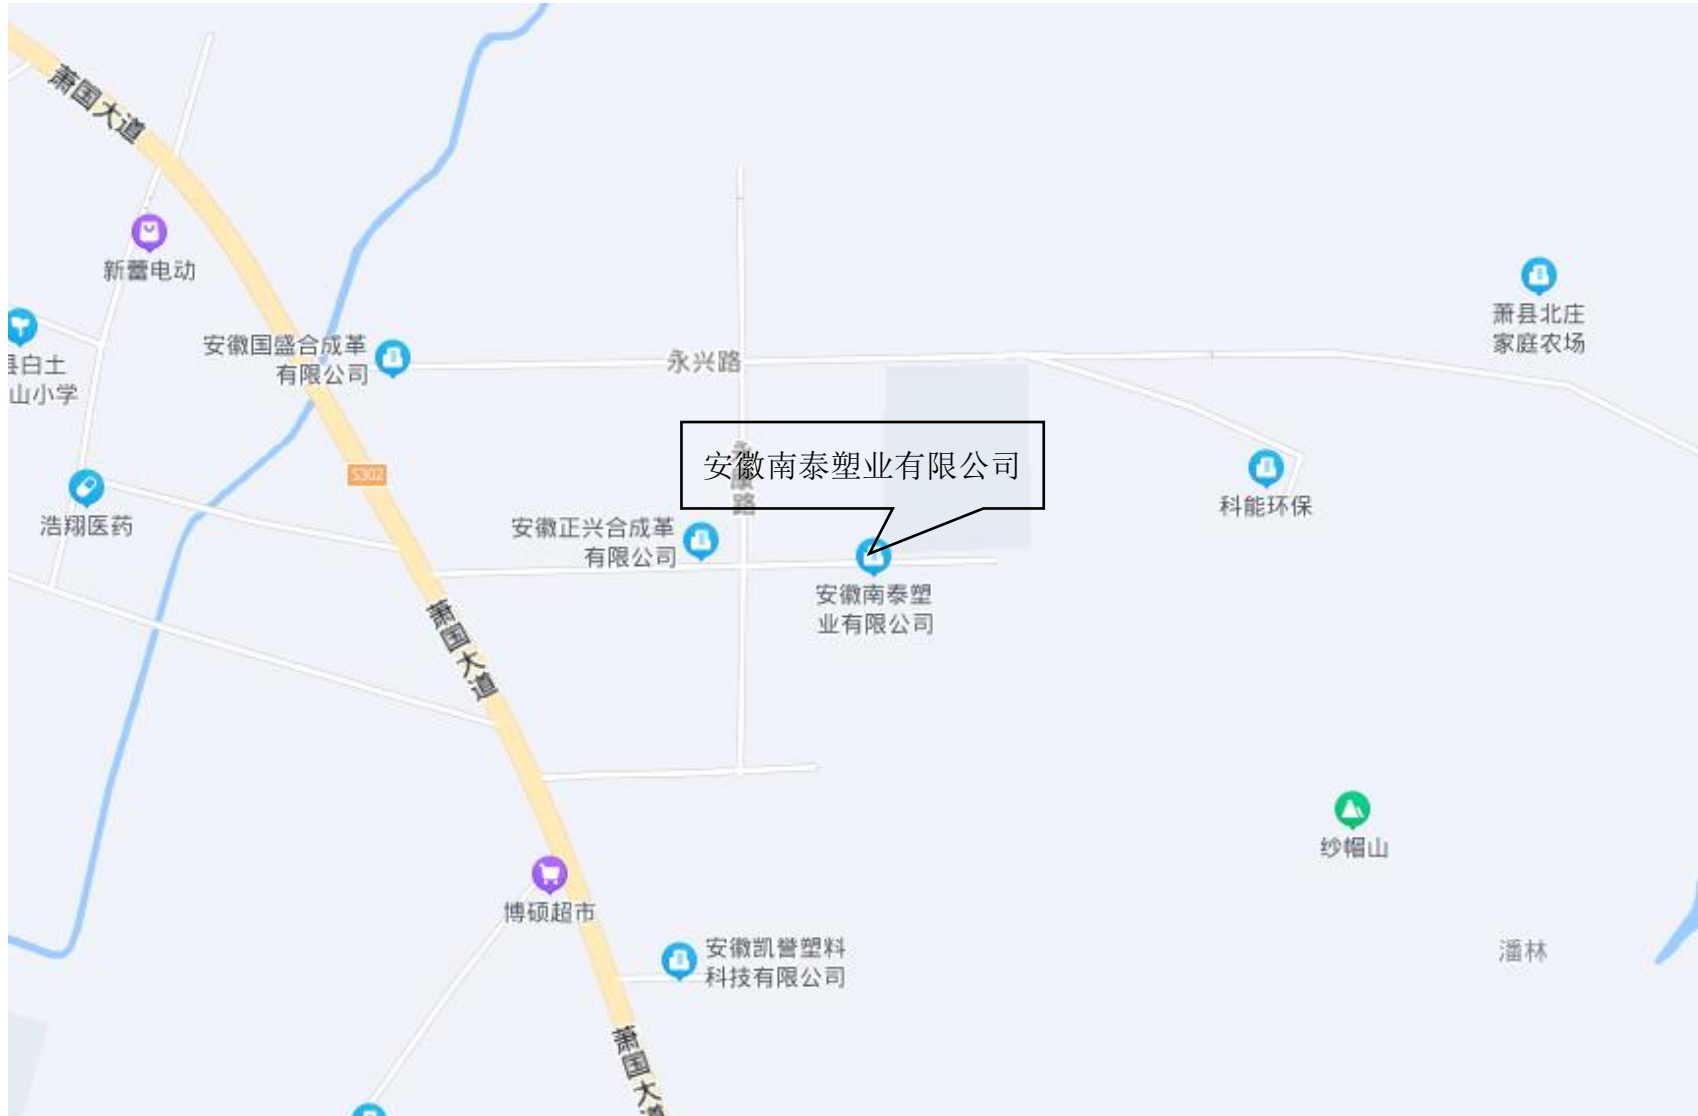 萧国大道
新蕾电动
萧县北庄
家庭农场
安徽国盛合成革
有限公司
永兴路
县白土
山小学
安徽南泰塑业有限公司
S302
科能环保
浩翔医药
路
安徽正兴合成革
有限公司
安徽南泰塑
业有限公司
萧国大道
纱帽山
博硕超市
安徽凯誉塑料
科技有限公司
潘林
萧国大道